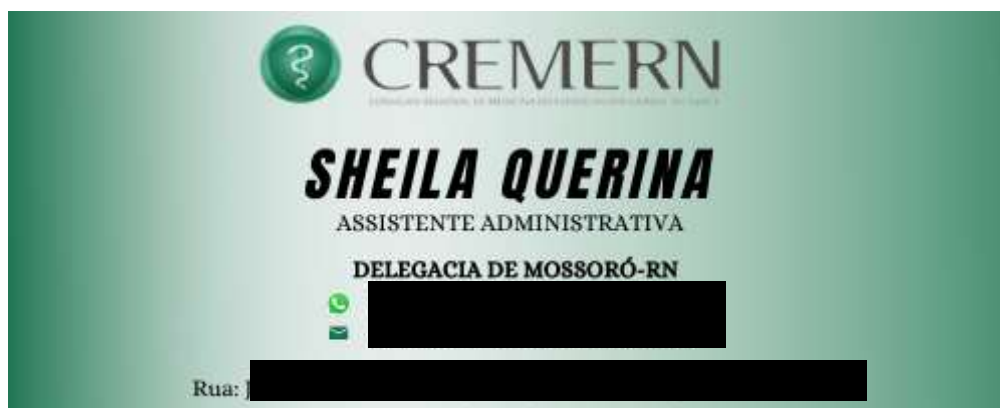 CREMERN
SHEILA QUERINA
ASSISTENTE ADMINISTRATIVA
DELEGACIA DE MOSSORÓ-RN
Rua: